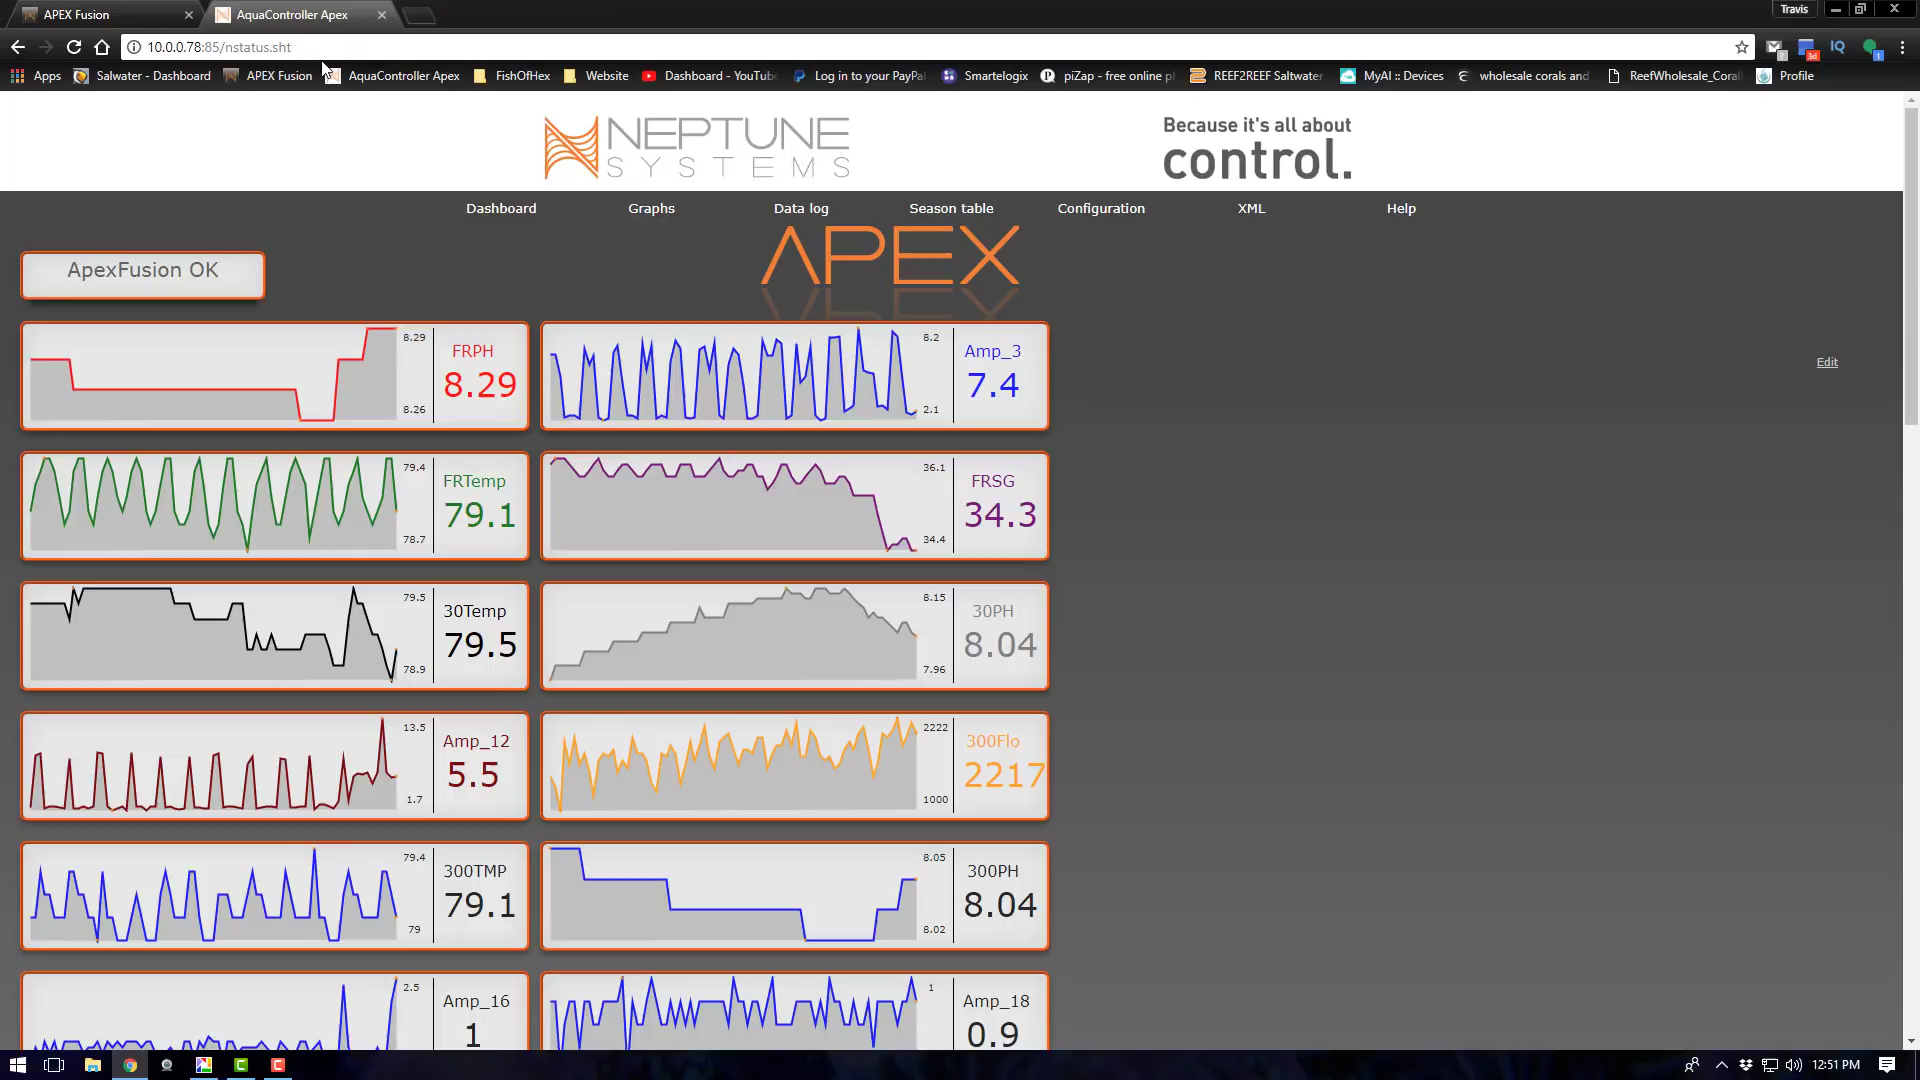 APEX Fusion
AquaController Apex
Travis
10.0.0.78:85/nstatus.sht
Apps
Salwater - Dashboard
APEX Fusion
AquaController Apex
FishOfHex
Website
Dashboard - YouTub
Log in to your PayPa
Smartelogix
piZap - free online p
REEF2REEF Saltwater
MyAI :: Devices
wholesale corals and
ReefWholesale_Coral
Profile
NEPTUNE
SYSTEMS
Because it's all about
control.
Dashboard
Graphs
Data log
Season table
Configuration
XML
Help
APEX
ApexFusion OK
Edit
8.29
8.26
FRPH
8.29
8.2
2.1
Amp_3
7.4
79.4
78.7
FRTemp
79.1
36.1
34.4
FRSG
34.3
79.5
78.9
30Temp
79.5
8.15
7.96
30PH
8.04
13.5
1.7
Amp_12
5.5
2222
1000
300Flo
2217
79.4
79
300TMP
79.1
8.05
8.02
300PH
8.04
2.5
Amp_16
1
1
Amp_18
0.9
12:51 PM